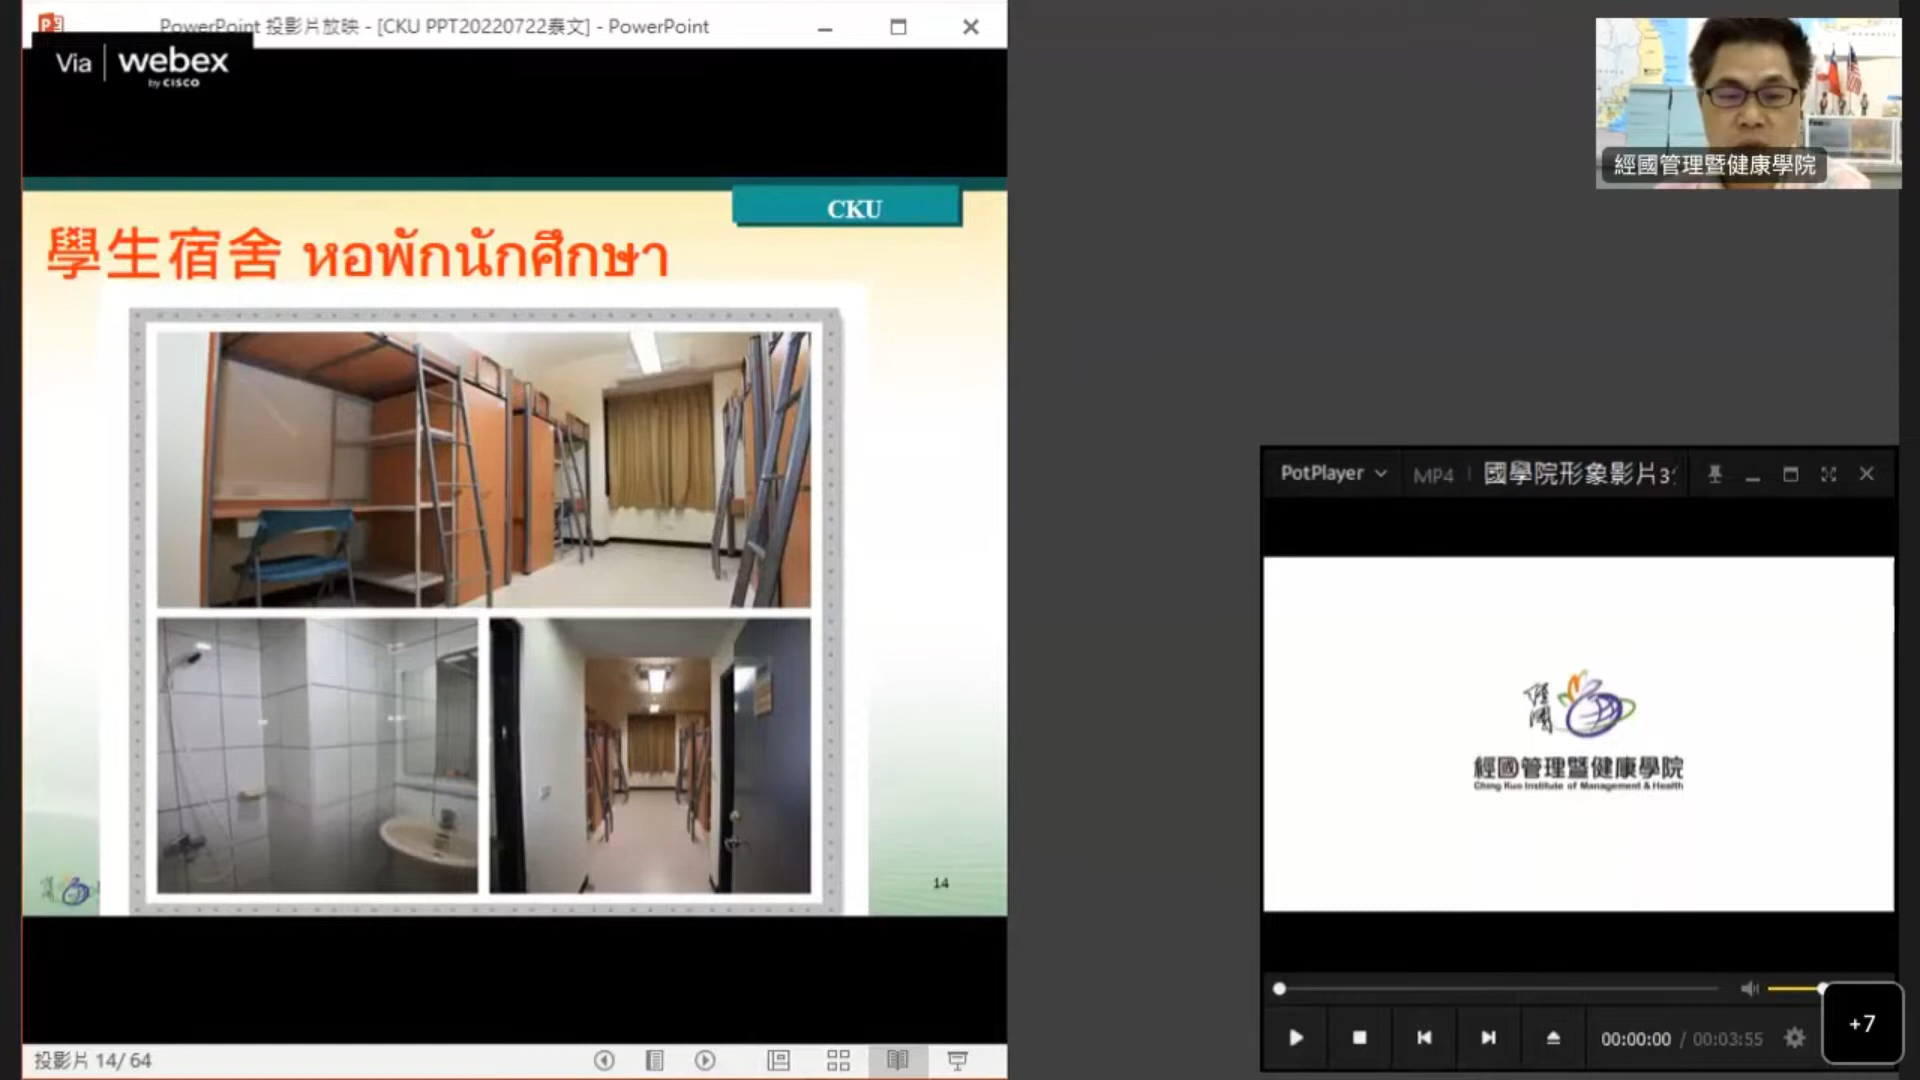 PowerPoint 投影片放映 - [CKU PPT20220722泰文] - PowerPoint
Via webex
by CISCO
CKU
學生宿舍 หอพักนักศึกษา
14
投影片 14/ 64
經國管理暨健康學院
PotPlayer MP4 國學院形象影片3
經國
經國管理暨健康學院
Ching Kuo Institute of Management & Health
00:00:00 / 00:03:55
+7